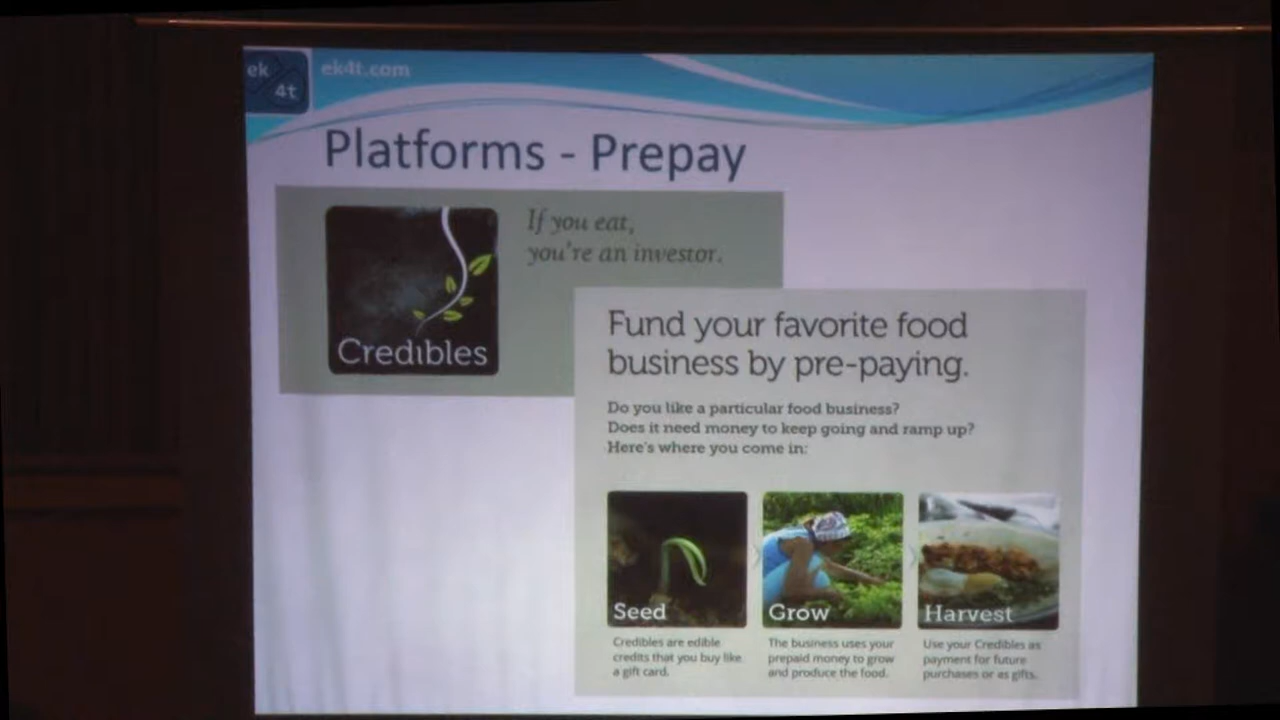 ek
4t
ek4t.com
Platforms - Prepay
If you eat,
you're an investor.
Credibles
Fund your favorite food
business by pre-paying.
Do you like a particular food business?
Does it need money to keep going and ramp up?
Here's where you come in:
Seed
Grow
Harvest
Credibles are edible
credits that you buy like
a gift card.
The business uses your
prepaid money to grow
and produce the food.
Use your Credibles as
payment for future
purchases or as gifts.